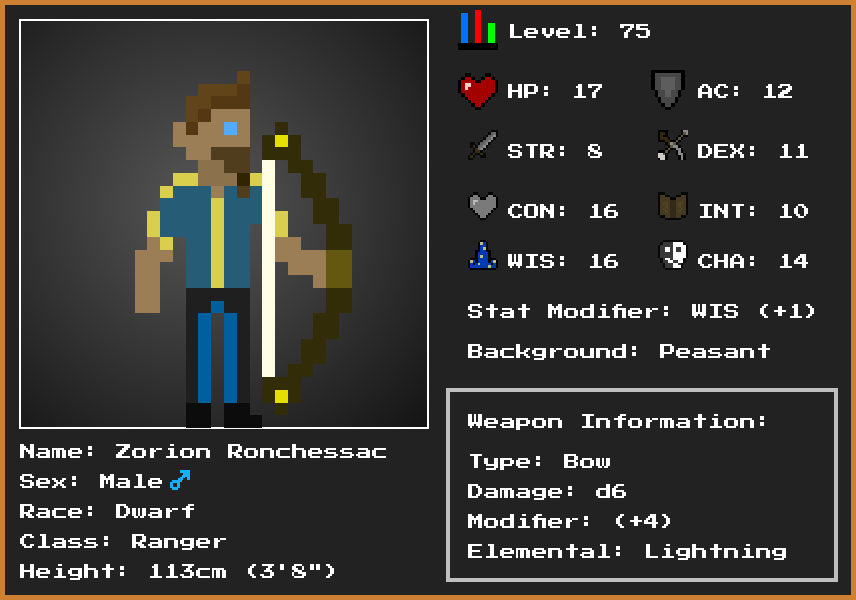 Level: 75
HP: 17
AC: 12
STR: 8
DEX: 11
CON: 16
INT: 10
WIS: 16
CHA: 14
Stat Modifier: WIS (+1)
Background: Peasant
Weapon Information:
Type: Bow
Damage: d6
Modifier: (+4)
Elemental: Lightning
Name: Zorion Ronchessac
Sex: Male♂
Race: Dwarf
Class: Ranger
Height: 113cm (3'8")